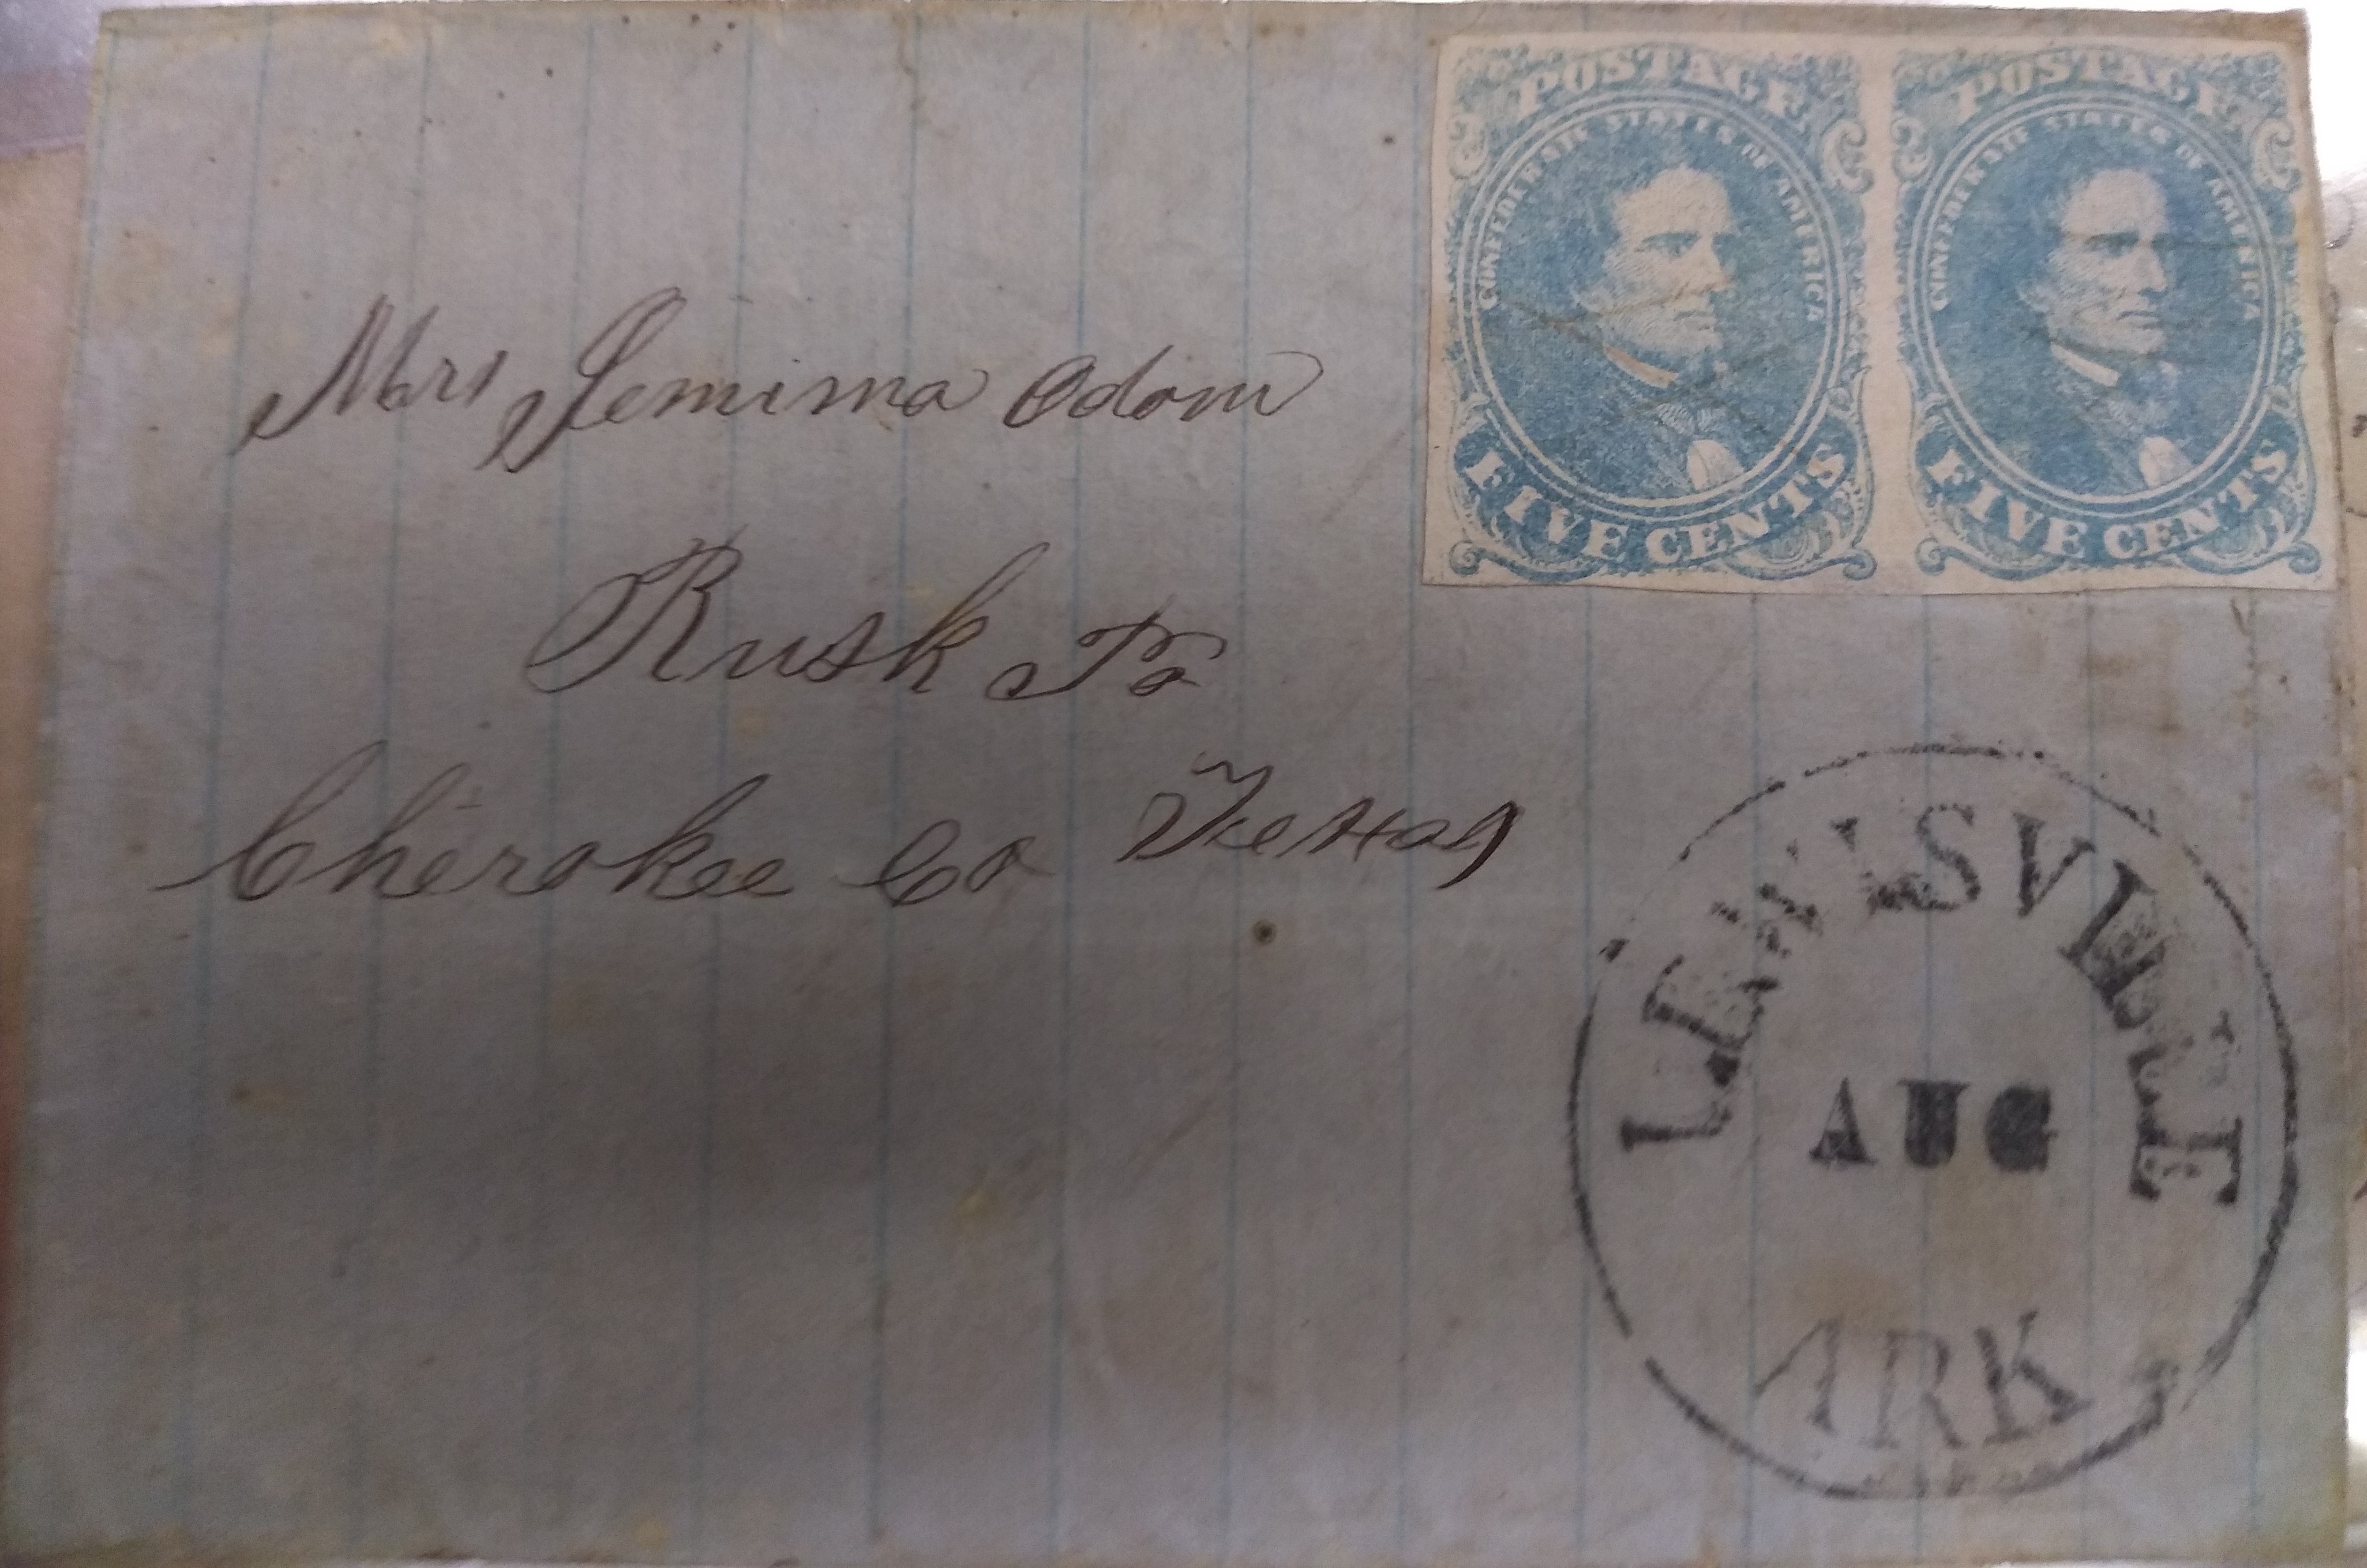 POSTAGE
CONFEDERATE STATES OF AMERICA
FIVE CENTS
POSTAGE
CONFEDERATE STATES OF AMERICA
FIVE CENTS
Mrs Jemima Odom
Rusk Po
Cherokee Co Texas
LEWISVILLE
AUG
ARK